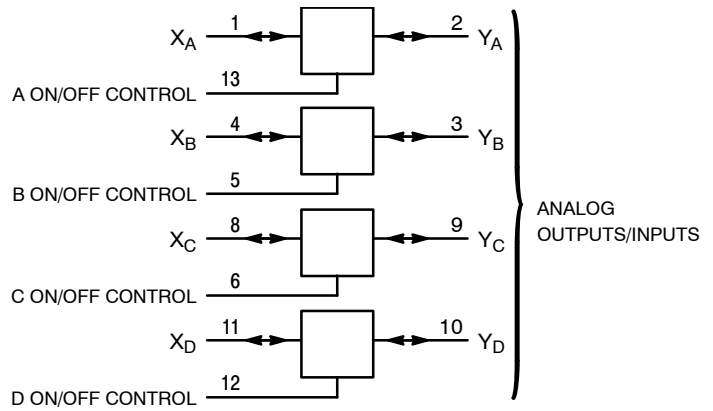 X_A 1 2 Y_A
A ON/OFF CONTROL 13
X_B 4 3 Y_B
B ON/OFF CONTROL 5
X_C 8 9 Y_C
C ON/OFF CONTROL 6
X_D 11 10 Y_D
D ON/OFF CONTROL 12
ANALOG
OUTPUTS/INPUTS